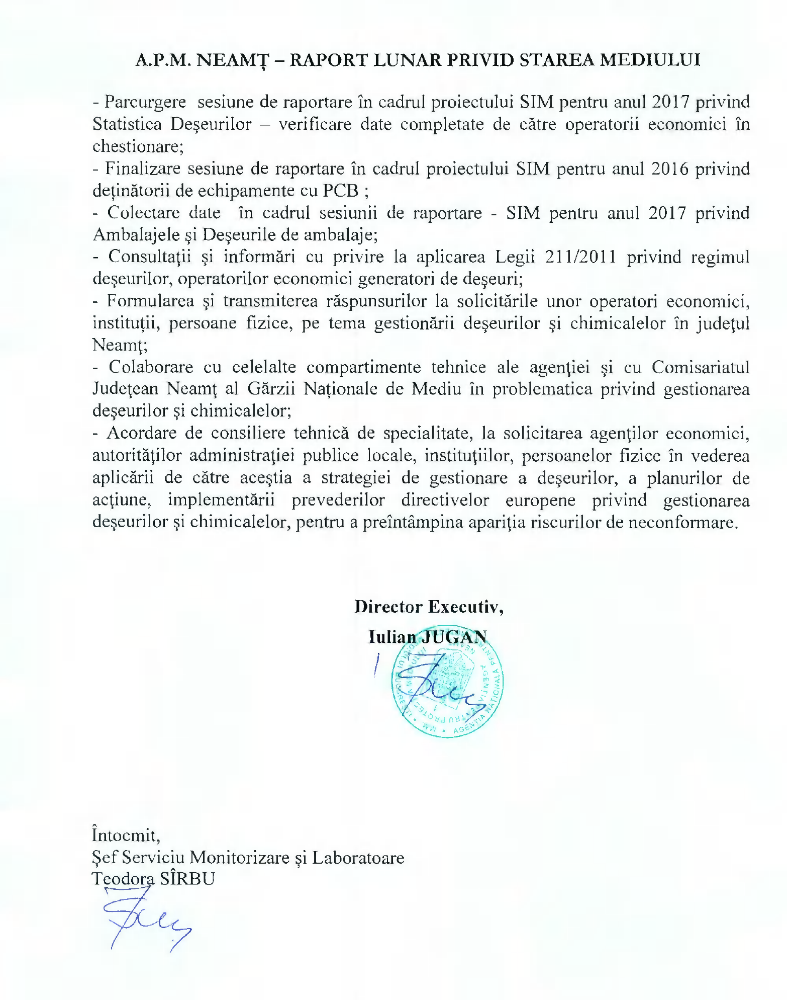 A.P.M. NEAMȚ – RAPORT LUNAR PRIVID STAREA MEDIULUI
- Parcurgere sesiune de raportare în cadrul proiectului SIM pentru anul 2017 privind
Statistica Deşeurilor – verificare date completate de către operatorii economici în
chestionare;
- Finalizare sesiune de raportare în cadrul proiectului SIM pentru anul 2016 privind
deținătorii de echipamente cu PCB ;
- Colectare date în cadrul sesiunii de raportare - SIM pentru anul 2017 privind
Ambalajele şi Deşeurile de ambalaje;
- Consultaţii şi informări cu privire la aplicarea Legii 211/2011 privind regimul
deşeurilor, operatorilor economici generatori de deşeuri;
- Formularea şi transmiterea răspunsurilor la solicitările unor operatori economici,
instituţii, persoane fizice, pe tema gestionării deşeurilor şi chimicalelor în judeţul
Neamţ;
- Colaborare cu celelalte compartimente tehnice ale agenţiei şi cu Comisariatul
Judeţean Neamţ al Gărzii Naţionale de Mediu în problematica privind gestionarea
deşeurilor şi chimicalelor;
- Acordare de consiliere tehnică de specialitate, la solicitarea agenţilor economici,
autorităţilor administraţiei publice locale, instituţiilor, persoanelor fizice în vederea
aplicării de către aceştia a strategiei de gestionare a deşeurilor, a planurilor de
acţiune, implementării prevederilor directivelor europene privind gestionarea
deşeurilor şi chimicalelor, pentru a preîntâmpina apariţia riscurilor de neconformare.
Director Executiv,
Iulian JUGAN
AGENȚIA NAȚIONALĂ PENTRU
AGENȚIA PENTRU
NEAMȚ
Întocmit,
Șef Serviciu Monitorizare și Laboratoare
Teodora SÎRBU